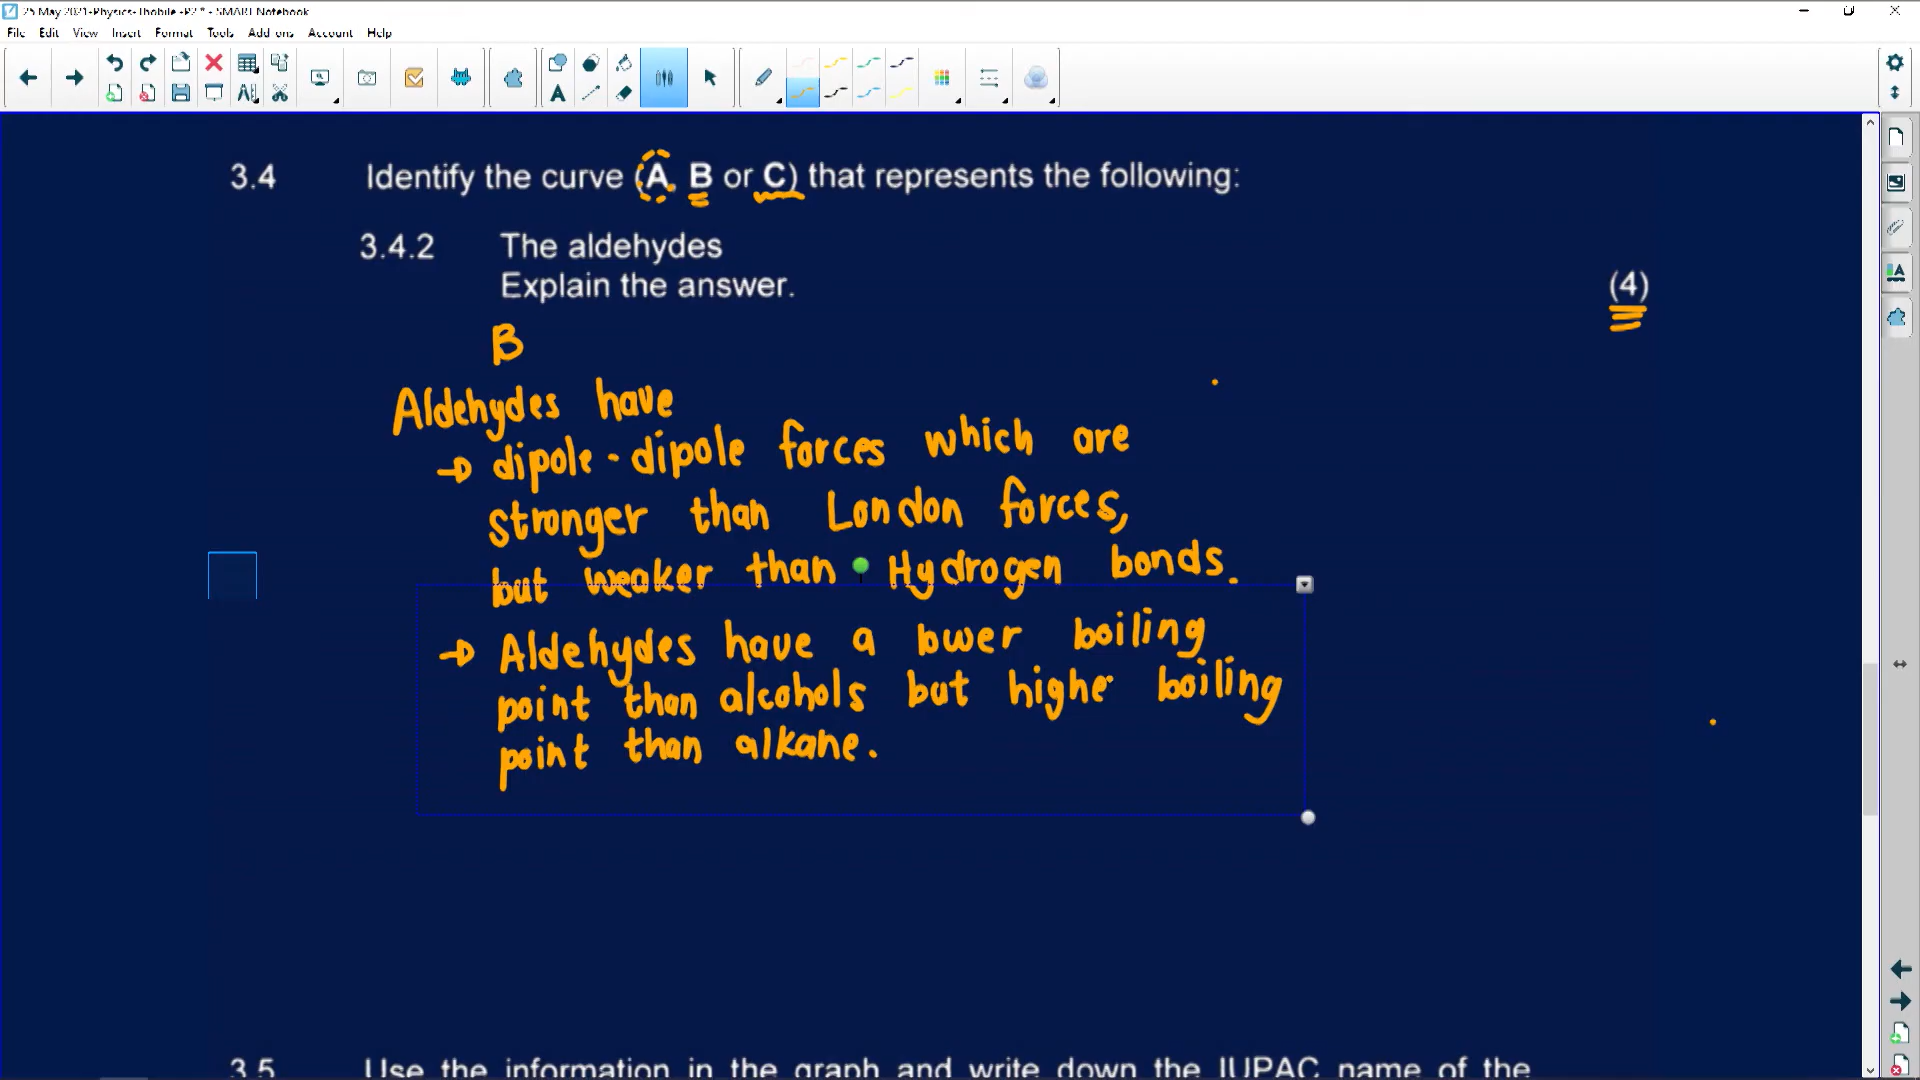 25 May 2021-Physics-Thobile-P2 * - SMART Notebook
File Edit View Insert Format Tools Add-ons Account Help
3.4 Identify the curve (A, B or C) that represents the following:
3.4.2 The aldehydes
Explain the answer.
(4)
B
Aldehydes have
→ dipole-dipole forces which are
stronger than London forces,
but weaker than Hydrogen bonds.
→ Aldehydes have a lower boiling
point than alcohols but highe boiling
point than alkane.
3.5 Use the information in the graph and write down the IUPAC name of the